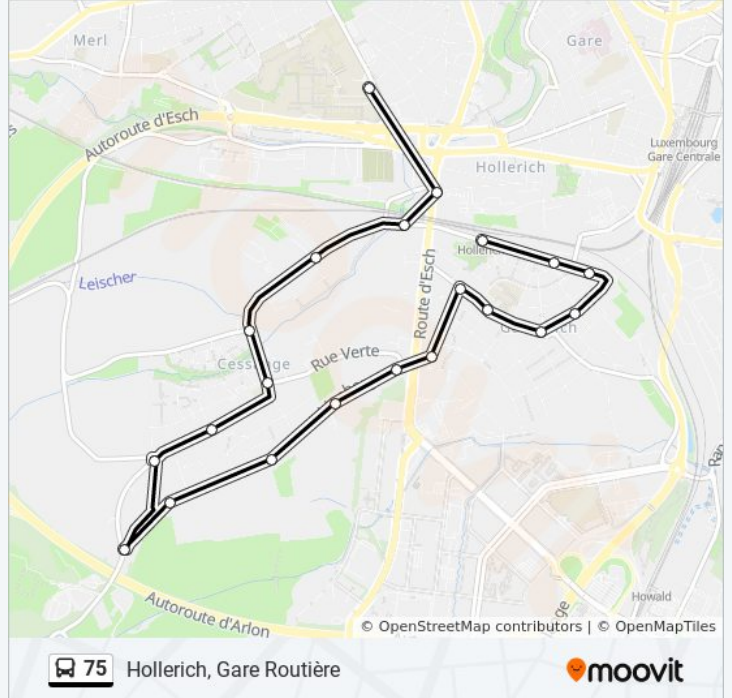 Merl
Gare
Autoroute d'Esch
Luxembourg
Gare Centrale
Hollerich
Leischer
Route d'Esch
Rue Verte
Howald
Autoroute d'Arlon
© OpenStreetMap contributors | © OpenMapTiles
75 Hollerich, Gare Routière
moovit